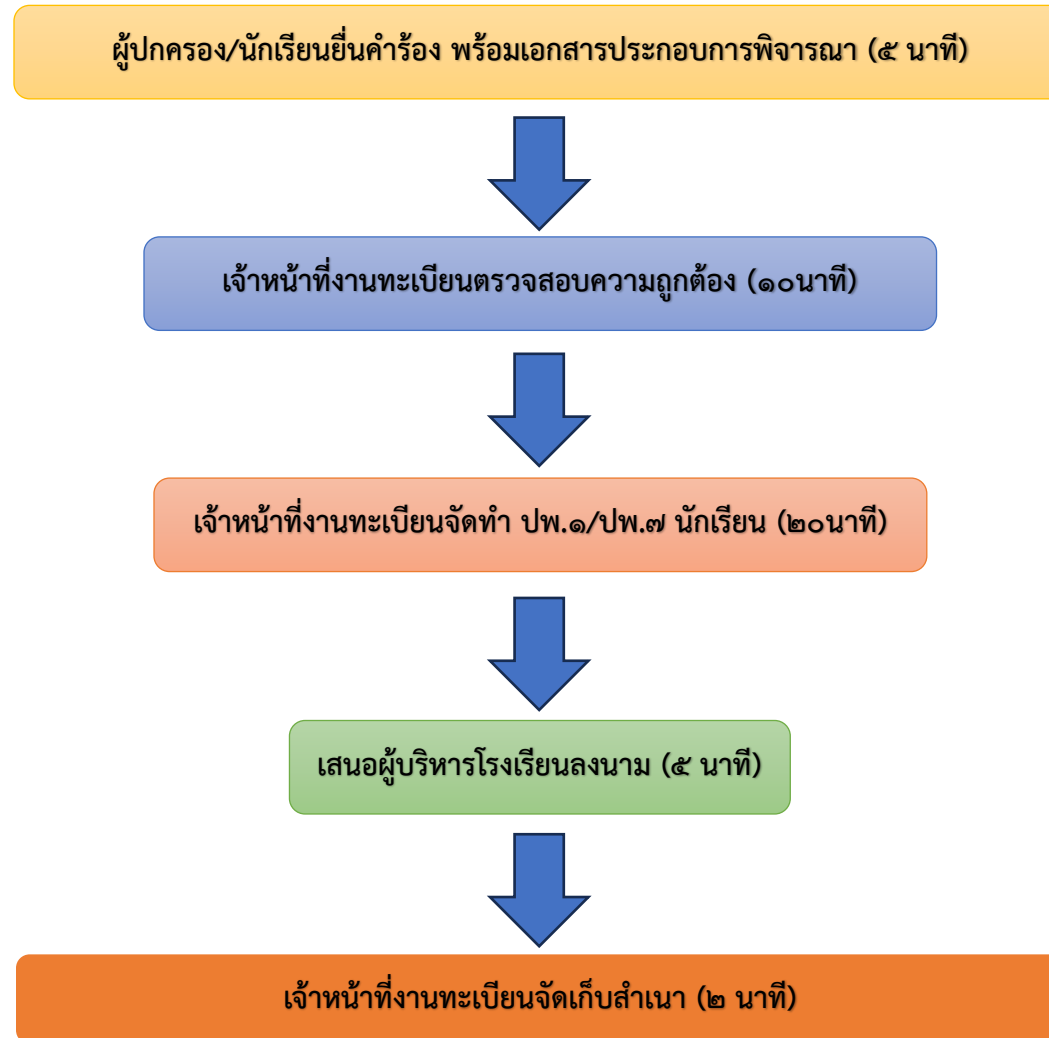 ผู้ปกครอง/นักเรียนยื่นคำร้อง พร้อมเอกสารประกอบการพิจารณา (๕ นาที)
เจ้าหน้าที่งานทะเบียนตรวจสอบความถูกต้อง (๑๐นาที)
เจ้าหน้าที่งานทะเบียนจัดทำ ปพ.๑/ปพ.๗ นักเรียน (๒๐นาที)
เสนอผู้บริหารโรงเรียนลงนาม (๕ นาที)
เจ้าหน้าที่งานทะเบียนจัดเก็บสำเนา (๒ นาที)